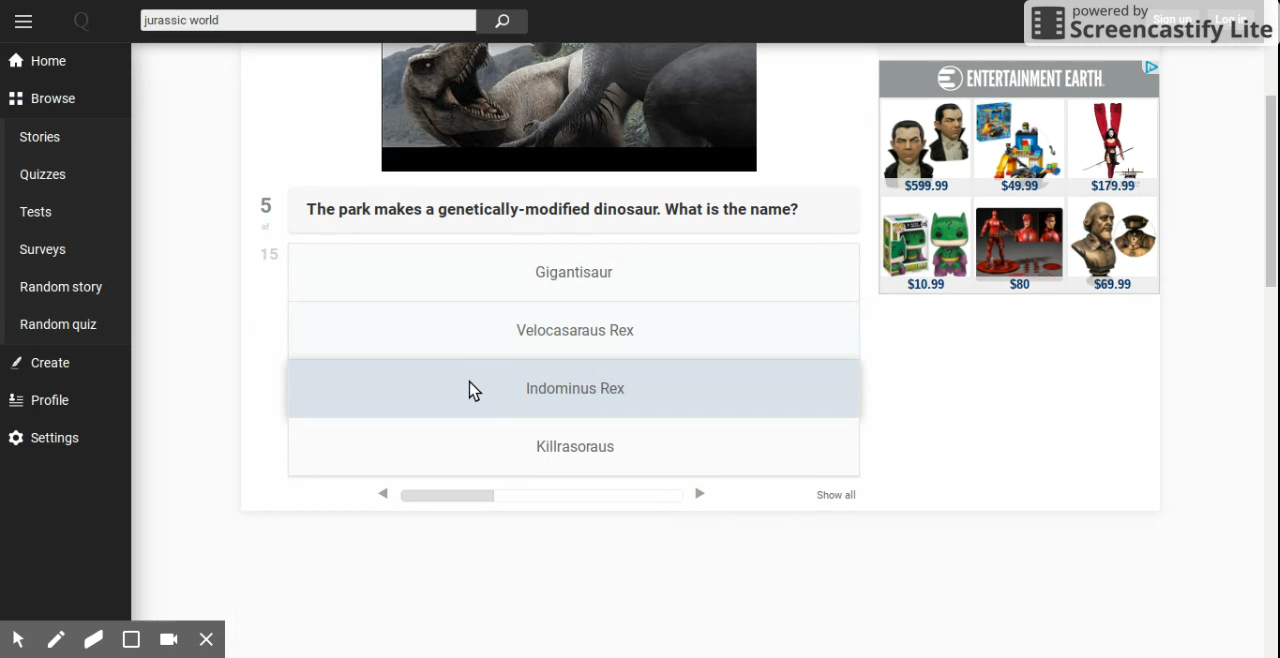 jurassic world
Q
powered by
Screencastify Lite
Sign up
Home
Browse
Stories
Quizzes
Tests
Surveys
Random story
Random quiz
Create
Profile
Settings
ENTERTAINMENT EARTH
$599.99
$49.99
$179.99
$10.99
$80
$69.99
5
of
15
The park makes a genetically-modified dinosaur. What is the name?
Gigantisaur
Velocasaraus Rex
Indominus Rex
Killrasoraus
Show all